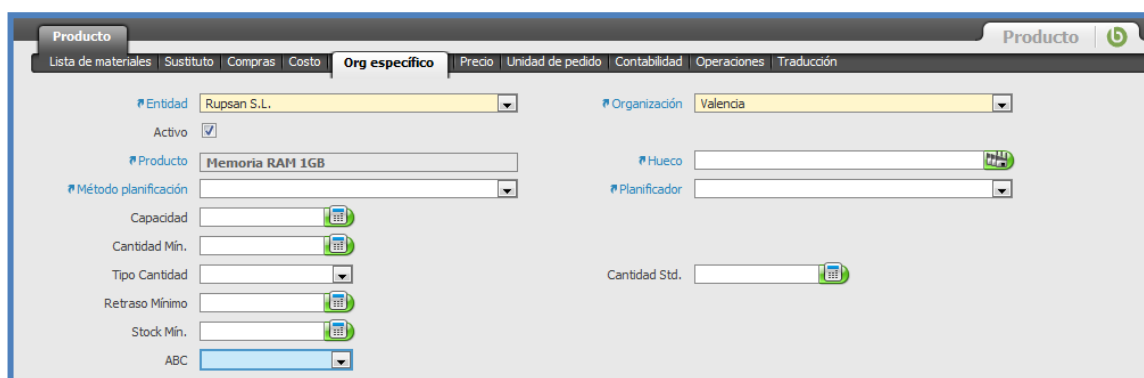 Producto
Producto
Lista de materiales Sustituto Compras Costo Org específico Precio Unidad de pedido Contabilidad Operaciones Traducción
Entidad Rupsan S.L. Organización Valencia
Activo
Producto Memoria RAM 1GB Hueco
Método planificación Planificador
Capacidad
Cantidad Mín.
Tipo Cantidad Cantidad Std.
Retraso Mínimo
Stock Mín.
ABC